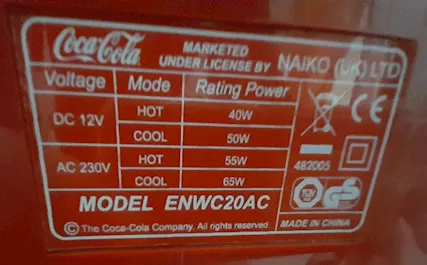 Coca-Cola MARKETED UNDER LICENSE BY NAIKO (UK) LTD
Voltage Mode Rating Power
DC 12V HOT 40W
COOL 50W
AC 230V HOT 55W
COOL 65W
CE
482005
MODEL ENWC20AC
© The Coca-Cola Company. All rights reserved
MADE IN CHINA